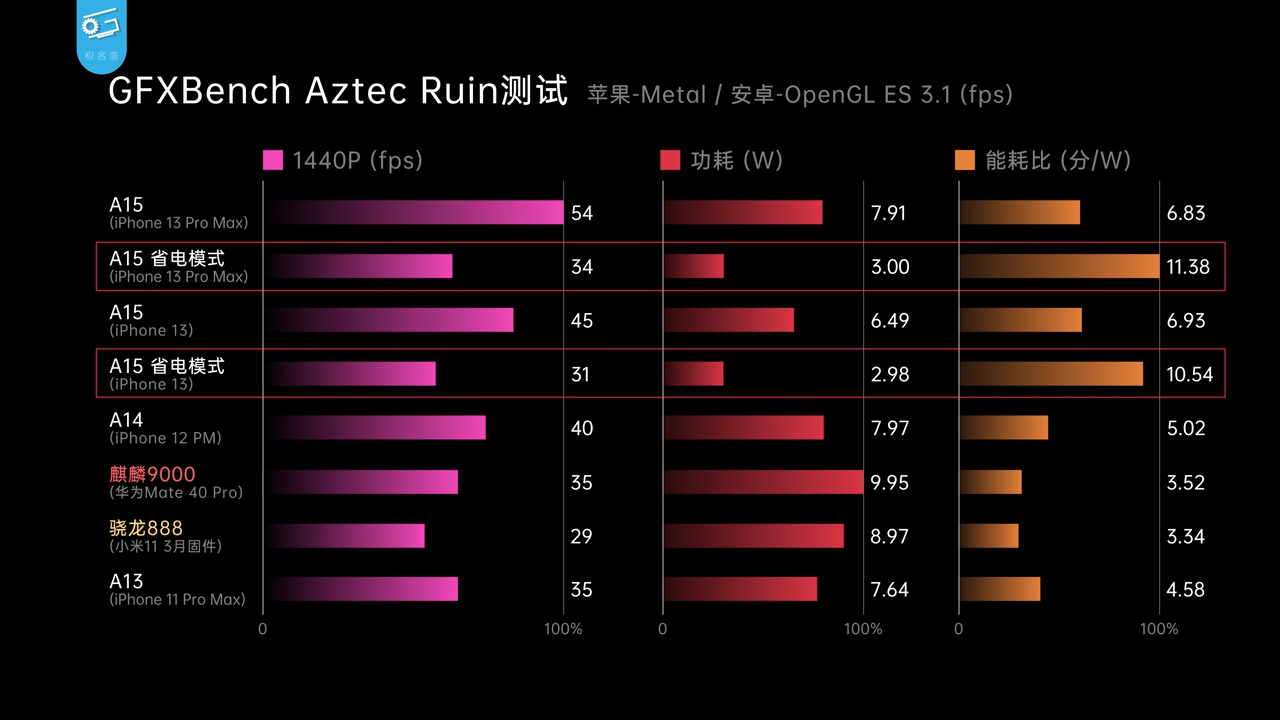 极客湾
GFXBench Aztec Ruin测试 苹果-Metal / 安卓-OpenGL ES 3.1 (fps)
1440P (fps) 功耗 (W) 能耗比 (分/W)
A15 54 7.91 6.83
(iPhone 13 Pro Max)
A15 省电模式 34 3.00 11.38
(iPhone 13 Pro Max)
A15 45 6.49 6.93
(iPhone 13)
A15 省电模式 31 2.98 10.54
(iPhone 13)
A14 40 7.97 5.02
(iPhone 12 PM)
麒麟9000 35 9.95 3.52
(华为Mate 40 Pro)
骁龙888 29 8.97 3.34
(小米11 3月固件)
A13 35 7.64 4.58
(iPhone 11 Pro Max)
0 100% 0 100% 0 100%